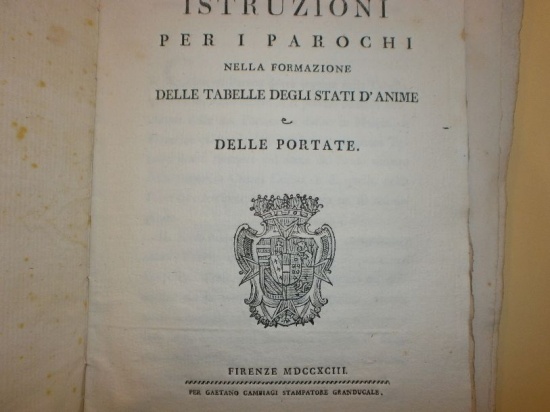 ISTRUZIONI
PER I PAROCHI
NELLA FORMAZIONE
DELLE TABELLE DEGLI STATI D'ANIME
e
DELLE PORTATE.
FIRENZE MDCCXCIII.
PER GAETANO CAMBIAGI STAMPATORE GRANDUCALE.